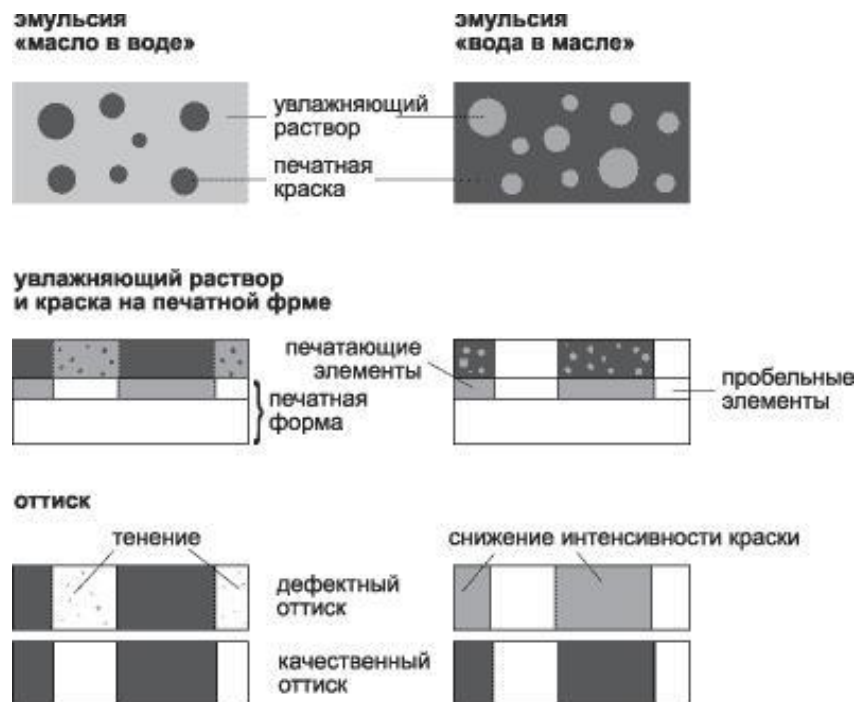 эмульсия
«масло в воде»
эмульсия
«вода в масле»
увлажняющий
раствор
печатная
краска
увлажняющий раствор
и краска на печатной фрме
печатающие
элементы
печатная
форма
пробельные
элементы
оттиск
тенение
снижение интенсивности краски
дефектный
оттиск
качественный
оттиск